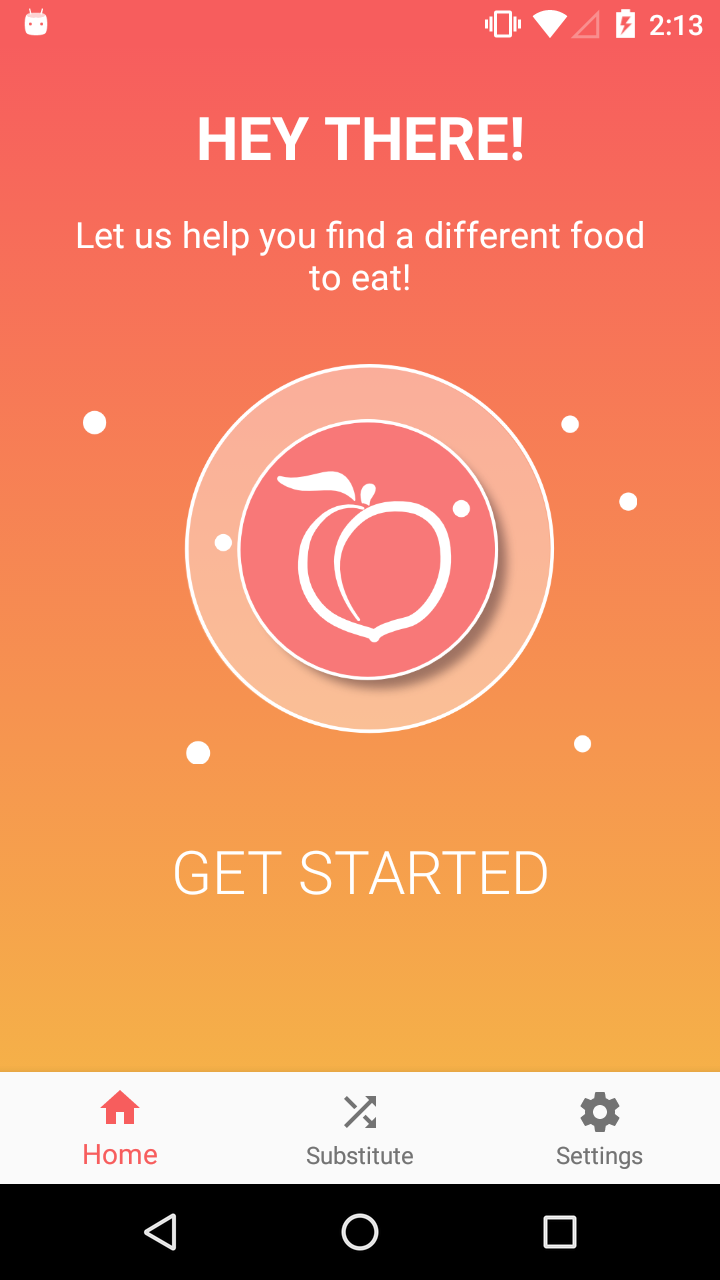 2:13
HEY THERE!
Let us help you find a different food
to eat!
GET STARTED
Home
Substitute
Settings